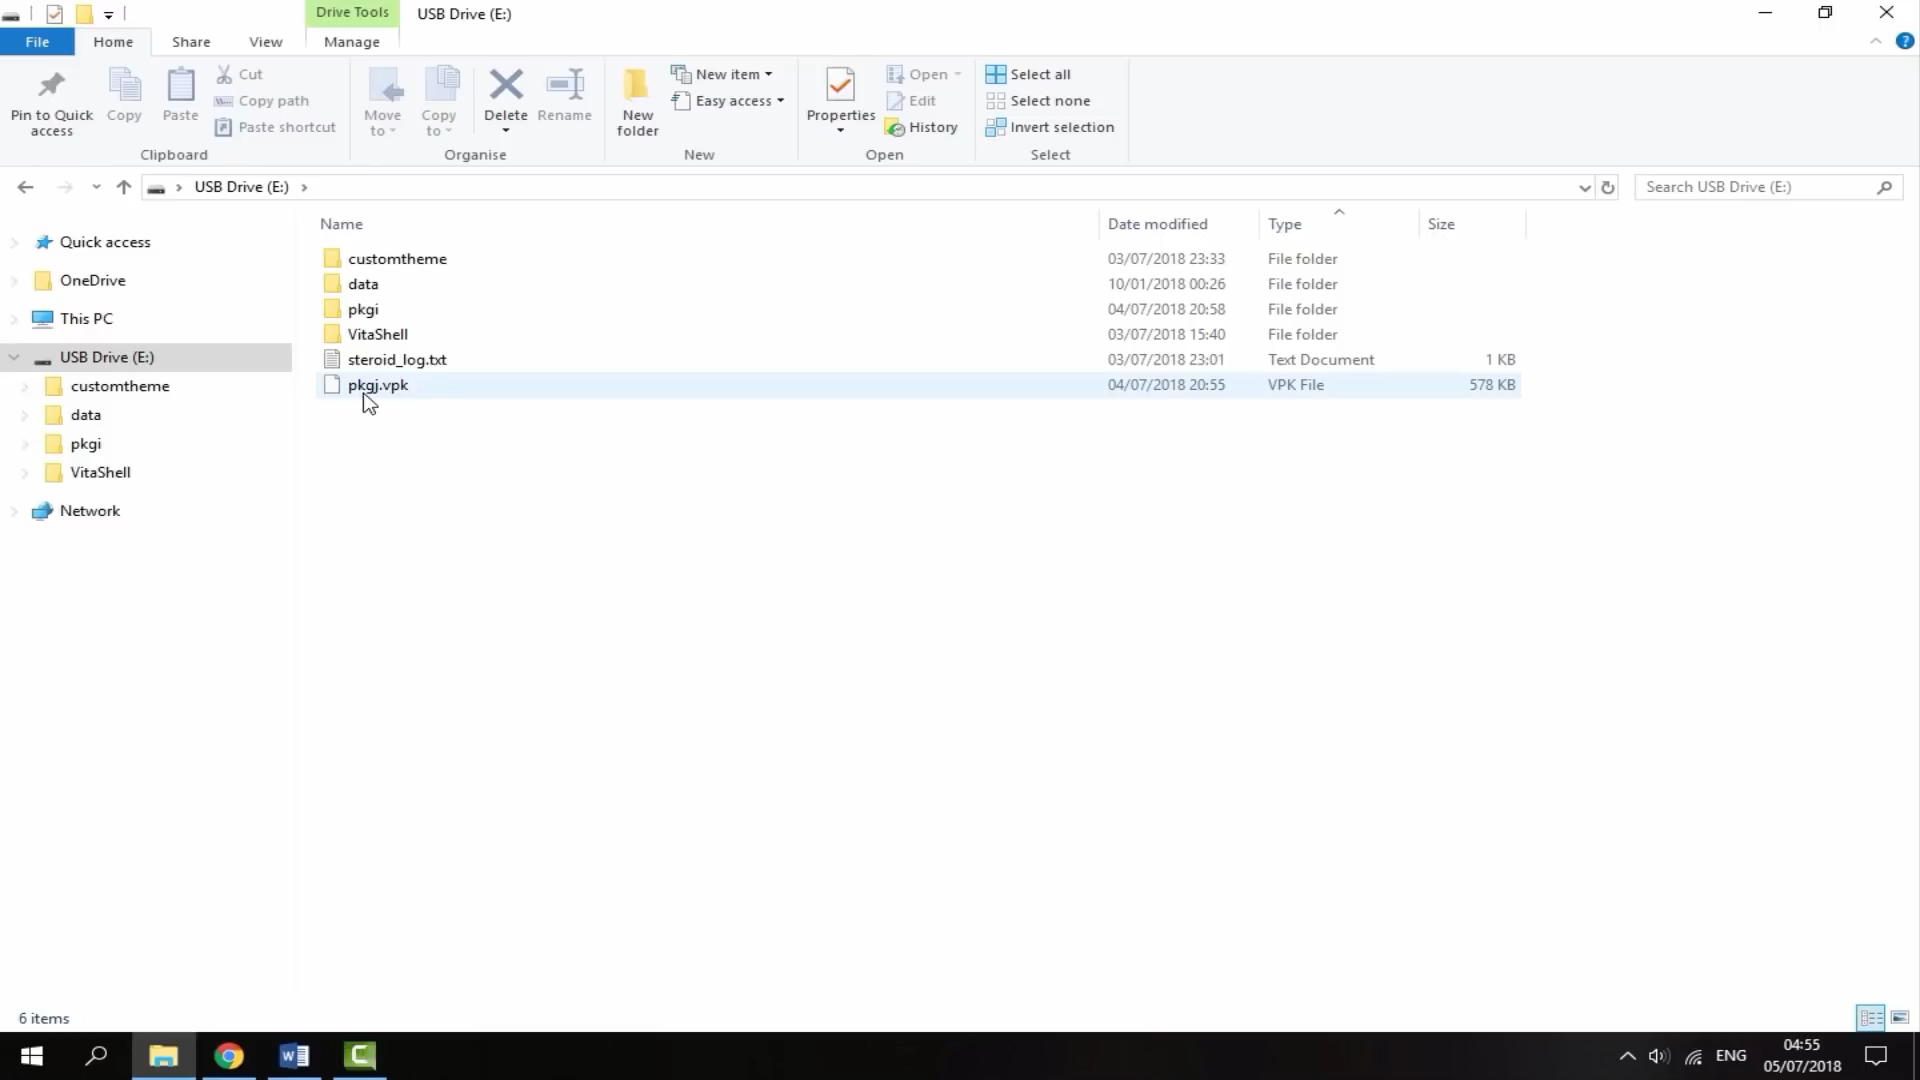 Drive Tools USB Drive (E:)
File Home Share View Manage
Pin to Quick access
Copy
Paste
Cut
Copy path
Paste shortcut
Clipboard
Move to
Copy to
Delete
Rename
Organise
New folder
New item
Easy access
New
Properties
Open
Edit
History
Open
Select all
Select none
Invert selection
Select
USB Drive (E:)
Search USB Drive (E:)
Quick access
OneDrive
This PC
USB Drive (E:)
customtheme
data
pkgi
VitaShell
Network
Name Date modified Type Size
customtheme 03/07/2018 23:33 File folder
data 10/01/2018 00:26 File folder
pkgi 04/07/2018 20:58 File folder
VitaShell 03/07/2018 15:40 File folder
steroid_log.txt 03/07/2018 23:01 Text Document 1 KB
pkgj.vpk 04/07/2018 20:55 VPK File 578 KB
6 items
ENG
04:55
05/07/2018